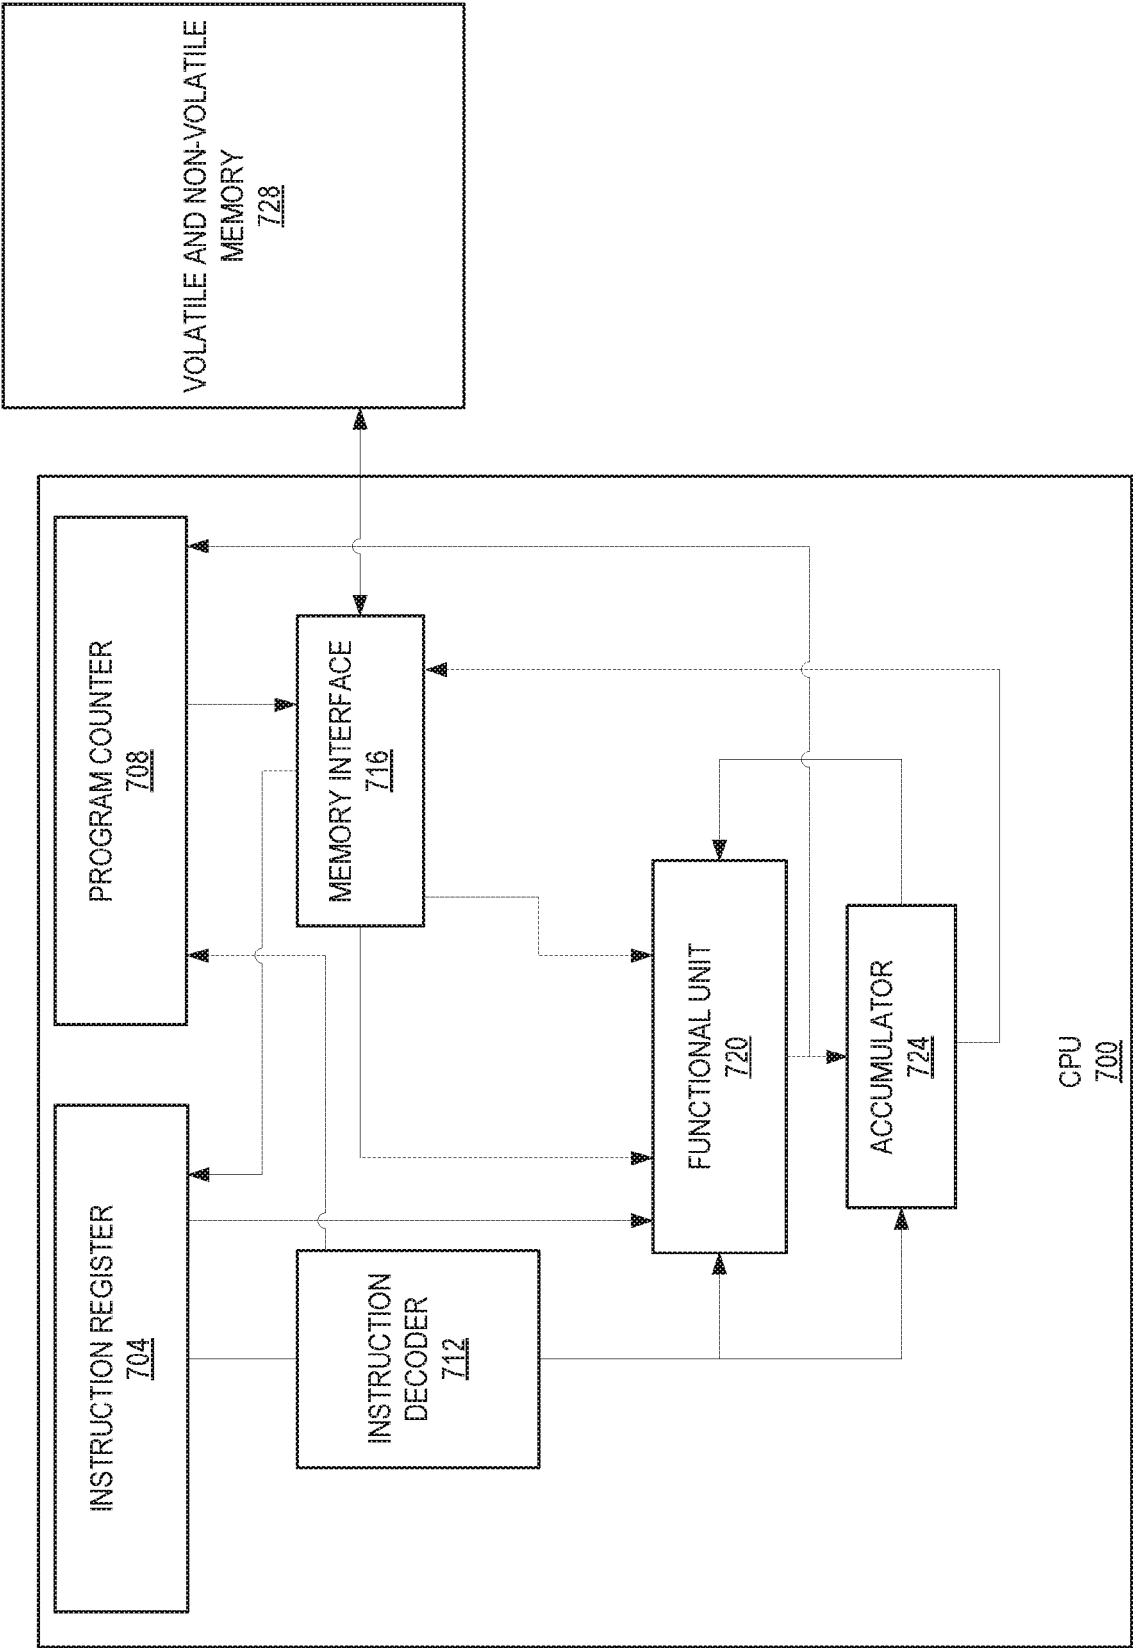 INSTRUCTION REGISTER
704
PROGRAM COUNTER
708
INSTRUCTION
DECODER
712
MEMORY INTERFACE
716
VOLATILE AND NON-VOLATILE
MEMORY
728
FUNCTIONAL UNIT
720
ACCUMULATOR
724
CPU
700